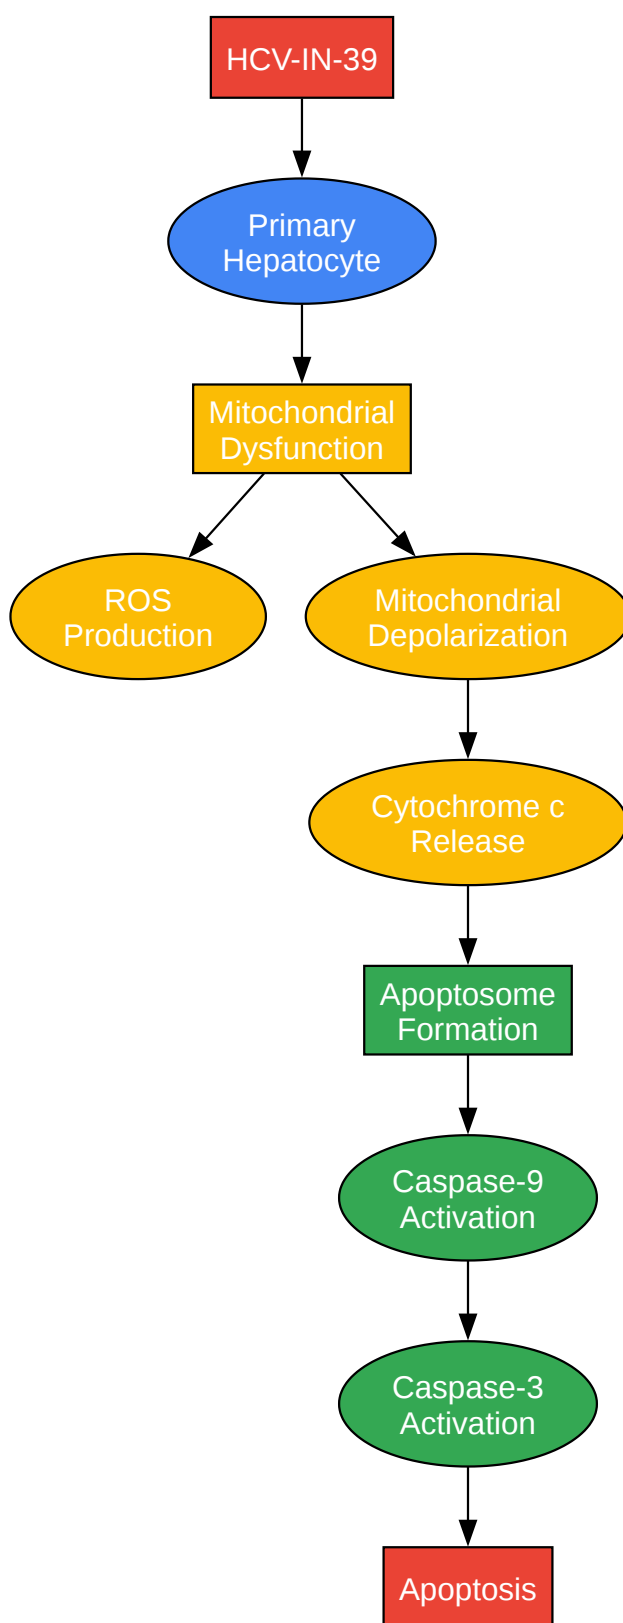 HCV-IN-39
Primary
Hepatocyte
Mitochondrial
Dysfunction
ROS
Production
Mitochondrial
Depolarization
Cytochrome c
Release
Apoptosome
Formation
Caspase-9
Activation
Caspase-3
Activation
Apoptosis